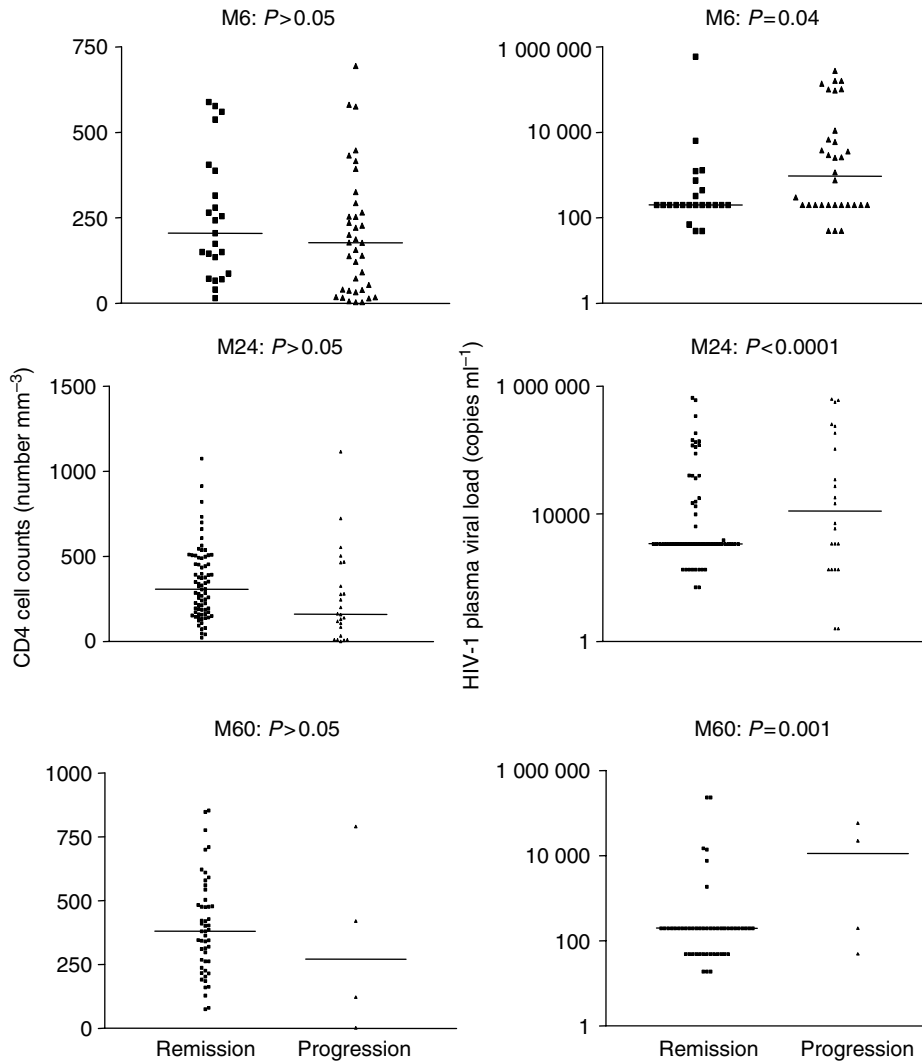 M6: P>0.05
750
500
250
0
M6: P=0.04
1 000 000
10 000
100
1
M24: P>0.05
1500
1000
500
0
M24: P<0.0001
1 000 000
10000
1
CD4 cell counts (number mm−3)
HIV-1 plasma viral load (copies ml−1)
M60: P>0.05
1000
750
500
250
0
Remission Progression
M60: P=0.001
1 000 000
10 000
100
1
Remission Progression